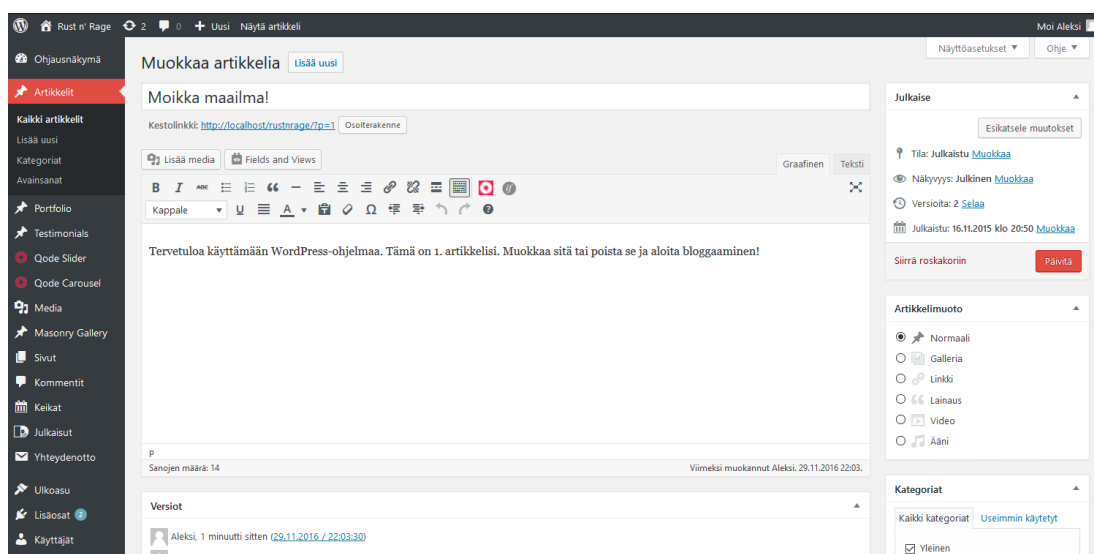 Rust n' Rage 2 0 + Uusi Näytä artikkeli Moi Aleksi
Ohjausnäkymä
Artikkelit
Kaikki artikkelit
Lisää uusi
Kategoriat
Avainsanat
Portfolio
Testimonials
Qode Slider
Qode Carousel
Media
Masonry Gallery
Sivut
Kommentit
Keikat
Julkaisut
Yhteydenotto
Ulkoasu
Lisäosat 2
Käyttäjät
Näyttöasetukset Ohje
Muokkaa artikkelia Lisää uusi
Moikka maailma!
Kestolinkki: http://localhost/rustnrage/?p=1 Osoiterakenne
Lisää media Fields and Views Graafinen Teksti
B I ABC
Kappale U A Ω
Tervetuloa käyttämään WordPress-ohjelmaa. Tämä on 1. artikkelisi. Muokkaa sitä tai poista se ja aloita bloggaaminen!
P
Sanojen määrä: 14 Viimeksi muokannut Aleksi. 29.11.2016 22:03.
Versiot
Aleksi, 1 minuutti sitten (29.11.2016 / 22:03:30)
Julkaise
Esikatsele muutokset
Tila: Julkaistu Muokkaa
Näkyvyys: Julkinen Muokkaa
Versioita: 2 Selaa
Julkaistu: 16.11.2015 klo 20:50 Muokkaa
Siirrä roskakoriin Päivitä
Artikkelimuoto
Normaali
Galleria
Linkki
Lainaus
Video
Ääni
Kategoriat
Kaikki kategoriat Useimmin käytetyt
Yleinen